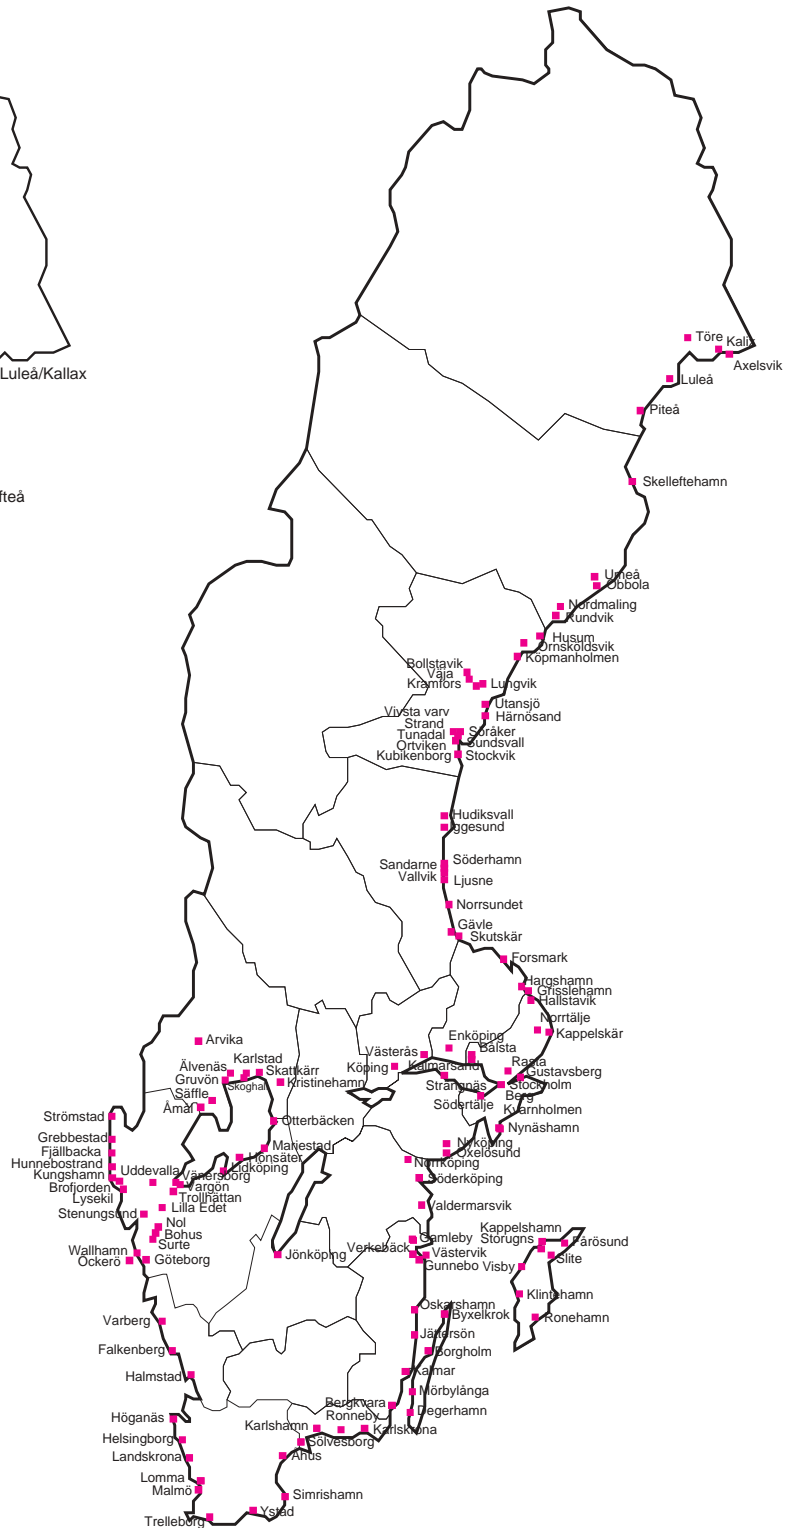 Töre
Kalix
Axelsvik
Luleå/Kallax
Luleå
Piteå
fteå
Skelleftehamn
Umeå
Obbola
Nordmaling
Rundvik
Husum
Örnsköldsvik
Köpmanholmen
Bollstavik
Väja
Kramfors
Lungvik
Utansjö
Härnösand
Vivsta varv
Strand
Söråker
Tunadal
Sundsvall
Ortviken
Kubikenborg
Stockvik
Hudiksvall
Iggesund
Sandarne
Söderhamn
Vallvik
Ljusne
Norrsundet
Gävle
Skutskär
Forsmark
Hargshamn
Grisslehamn
Hallstavik
Norrtälje
Kappelskär
Arvika
Enköping
Bålsta
Västerås
Köping
Kalmarsand
Rasta
Gustavsberg
Stockholm
Strängnäs
Berg
Södertälje
Kvarnholmen
Nynäshamn
Älvenäs
Karlstad
Skattkärr
Gruvön
Skoghall
Kristinehamn
Säffle
Åmål
Otterbäcken
Strömstad
Grebbestad
Fjällbacka
Hunnebostrand
Kungshamn
Brofjorden
Lysekil
Uddevalla
Mariestad
Hönsäter
Lidköping
Vänersborg
Vargön
Trollhättan
Lilla Edet
Stenungsund
Nol
Bohus
Surte
Wallhamn
Öckerö
Göteborg
Jönköping
Nyköping
Oxelösund
Norrköping
Söderköping
Valdermarsvik
Gamleby
Verkebäck
Västervik
Gunnebo
Kappelshamn
Storugns
Fårösund
Slite
Visby
Klintehamn
Ronehamn
Oskarshamn
Byxelkrok
Jättersön
Borgholm
Kalmar
Mörbylånga
Degerhamn
Bergkvara
Ronneby
Karlshamn
Karlskrona
Sölvesborg
Åhus
Simrishamn
Ystad
Trelleborg
Varberg
Falkenberg
Halmstad
Höganäs
Helsingborg
Landskrona
Lomma
Malmö